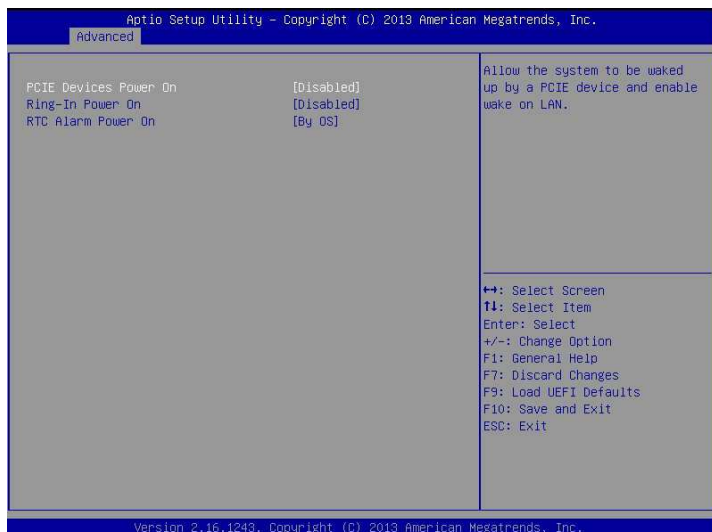 Aptio Setup Utility – Copyright (C) 2013 American Megatrends, Inc.
Advanced
PCIE Devices Power On [Disabled]
Ring-In Power On [Disabled]
RTC Alarm Power On [By OS]
Allow the system to be waked
up by a PCIE device and enable
wake on LAN.
↔: Select Screen
↑↓: Select Item
Enter: Select
+/-: Change Option
F1: General Help
F7: Discard Changes
F9: Load UEFI Defaults
F10: Save and Exit
ESC: Exit
Version 2.16.1243. Copyright (C) 2013 American Megatrends, Inc.